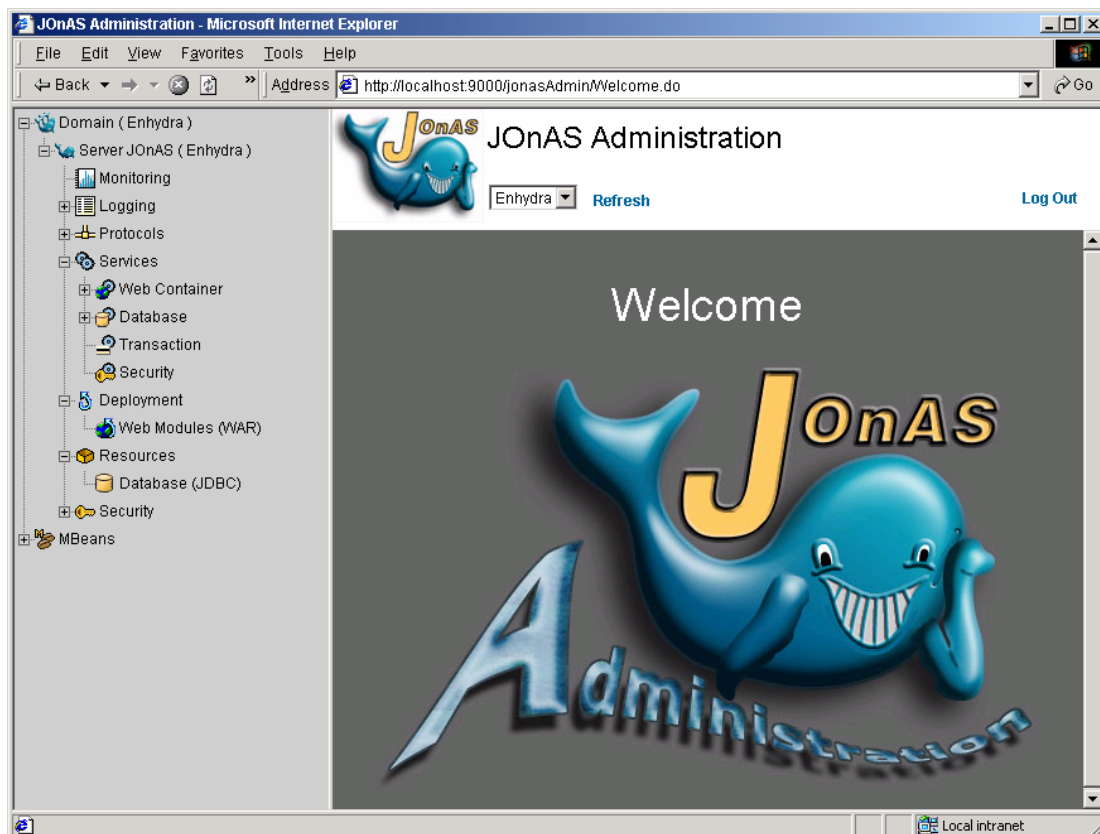 JOnAS Administration - Microsoft Internet Explorer
File Edit View Favorites Tools Help
Back » Address http://localhost:9000/jonasAdmin/Welcome.do Go
Domain ( Enhydra )
Server JOnAS ( Enhydra )
Monitoring
Logging
Protocols
Services
Web Container
Database
Transaction
Security
Deployment
Web Modules (WAR)
Resources
Database (JDBC)
Security
MBeans
JOnAS
JOnAS Administration
Enhydra Refresh Log Out
Welcome
JOnAS
Administration
Local intranet